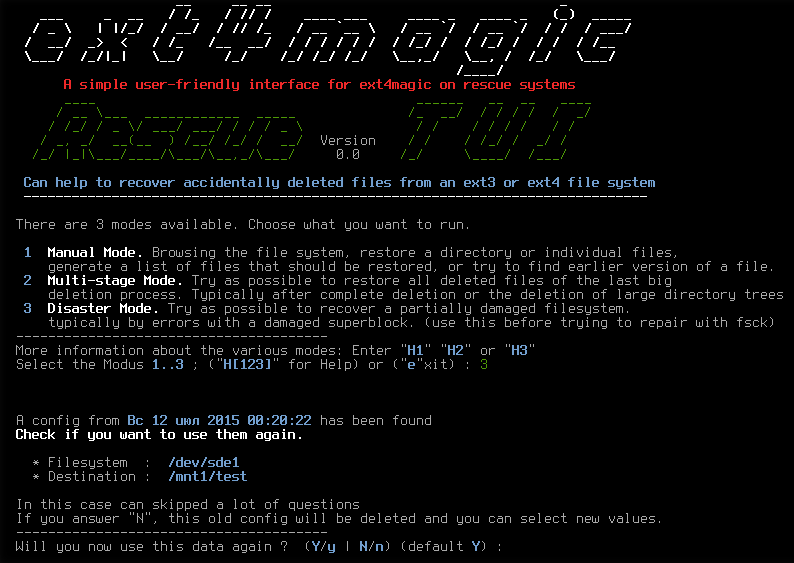 ext4magic
A simple user-friendly interface for ext4magic on rescue systems
Rescue TUI
Version
0.0
Can help to recover accidentally deleted files from an ext3 or ext4 file system
There are 3 modes available. Choose what you want to run.
1 Manual Mode. Browsing the file system, restore a directory or individual files,
generate a list of files that should be restored, or try to find earlier version of a file.
2 Multi-stage Mode. Try as possible to restore all deleted files of the last big
deletion process. Typically after complete deletion or the deletion of large directory trees
3 Disaster Mode. Try as possible to recover a partially damaged filesystem.
typically by errors with a damaged superblock. (use this before trying to repair with fsck)
----------------------------------------
More information about the various modes: Enter "H1" "H2" or "H3"
Select the Modus 1..3 ; ("H[123]" for Help) or ("e"xit) : 3
A config from Вс 12 июл 2015 00:20:22 has been found
Check if you want to use them again.
* Filesystem : /dev/sde1
* Destination : /mnt1/test
In this case can skipped a lot of questions
If you answer "N", this old config will be deleted and you can select new values.
----------------------------------------
Will you now use this data again ? (Y/y | N/n) (default Y) :